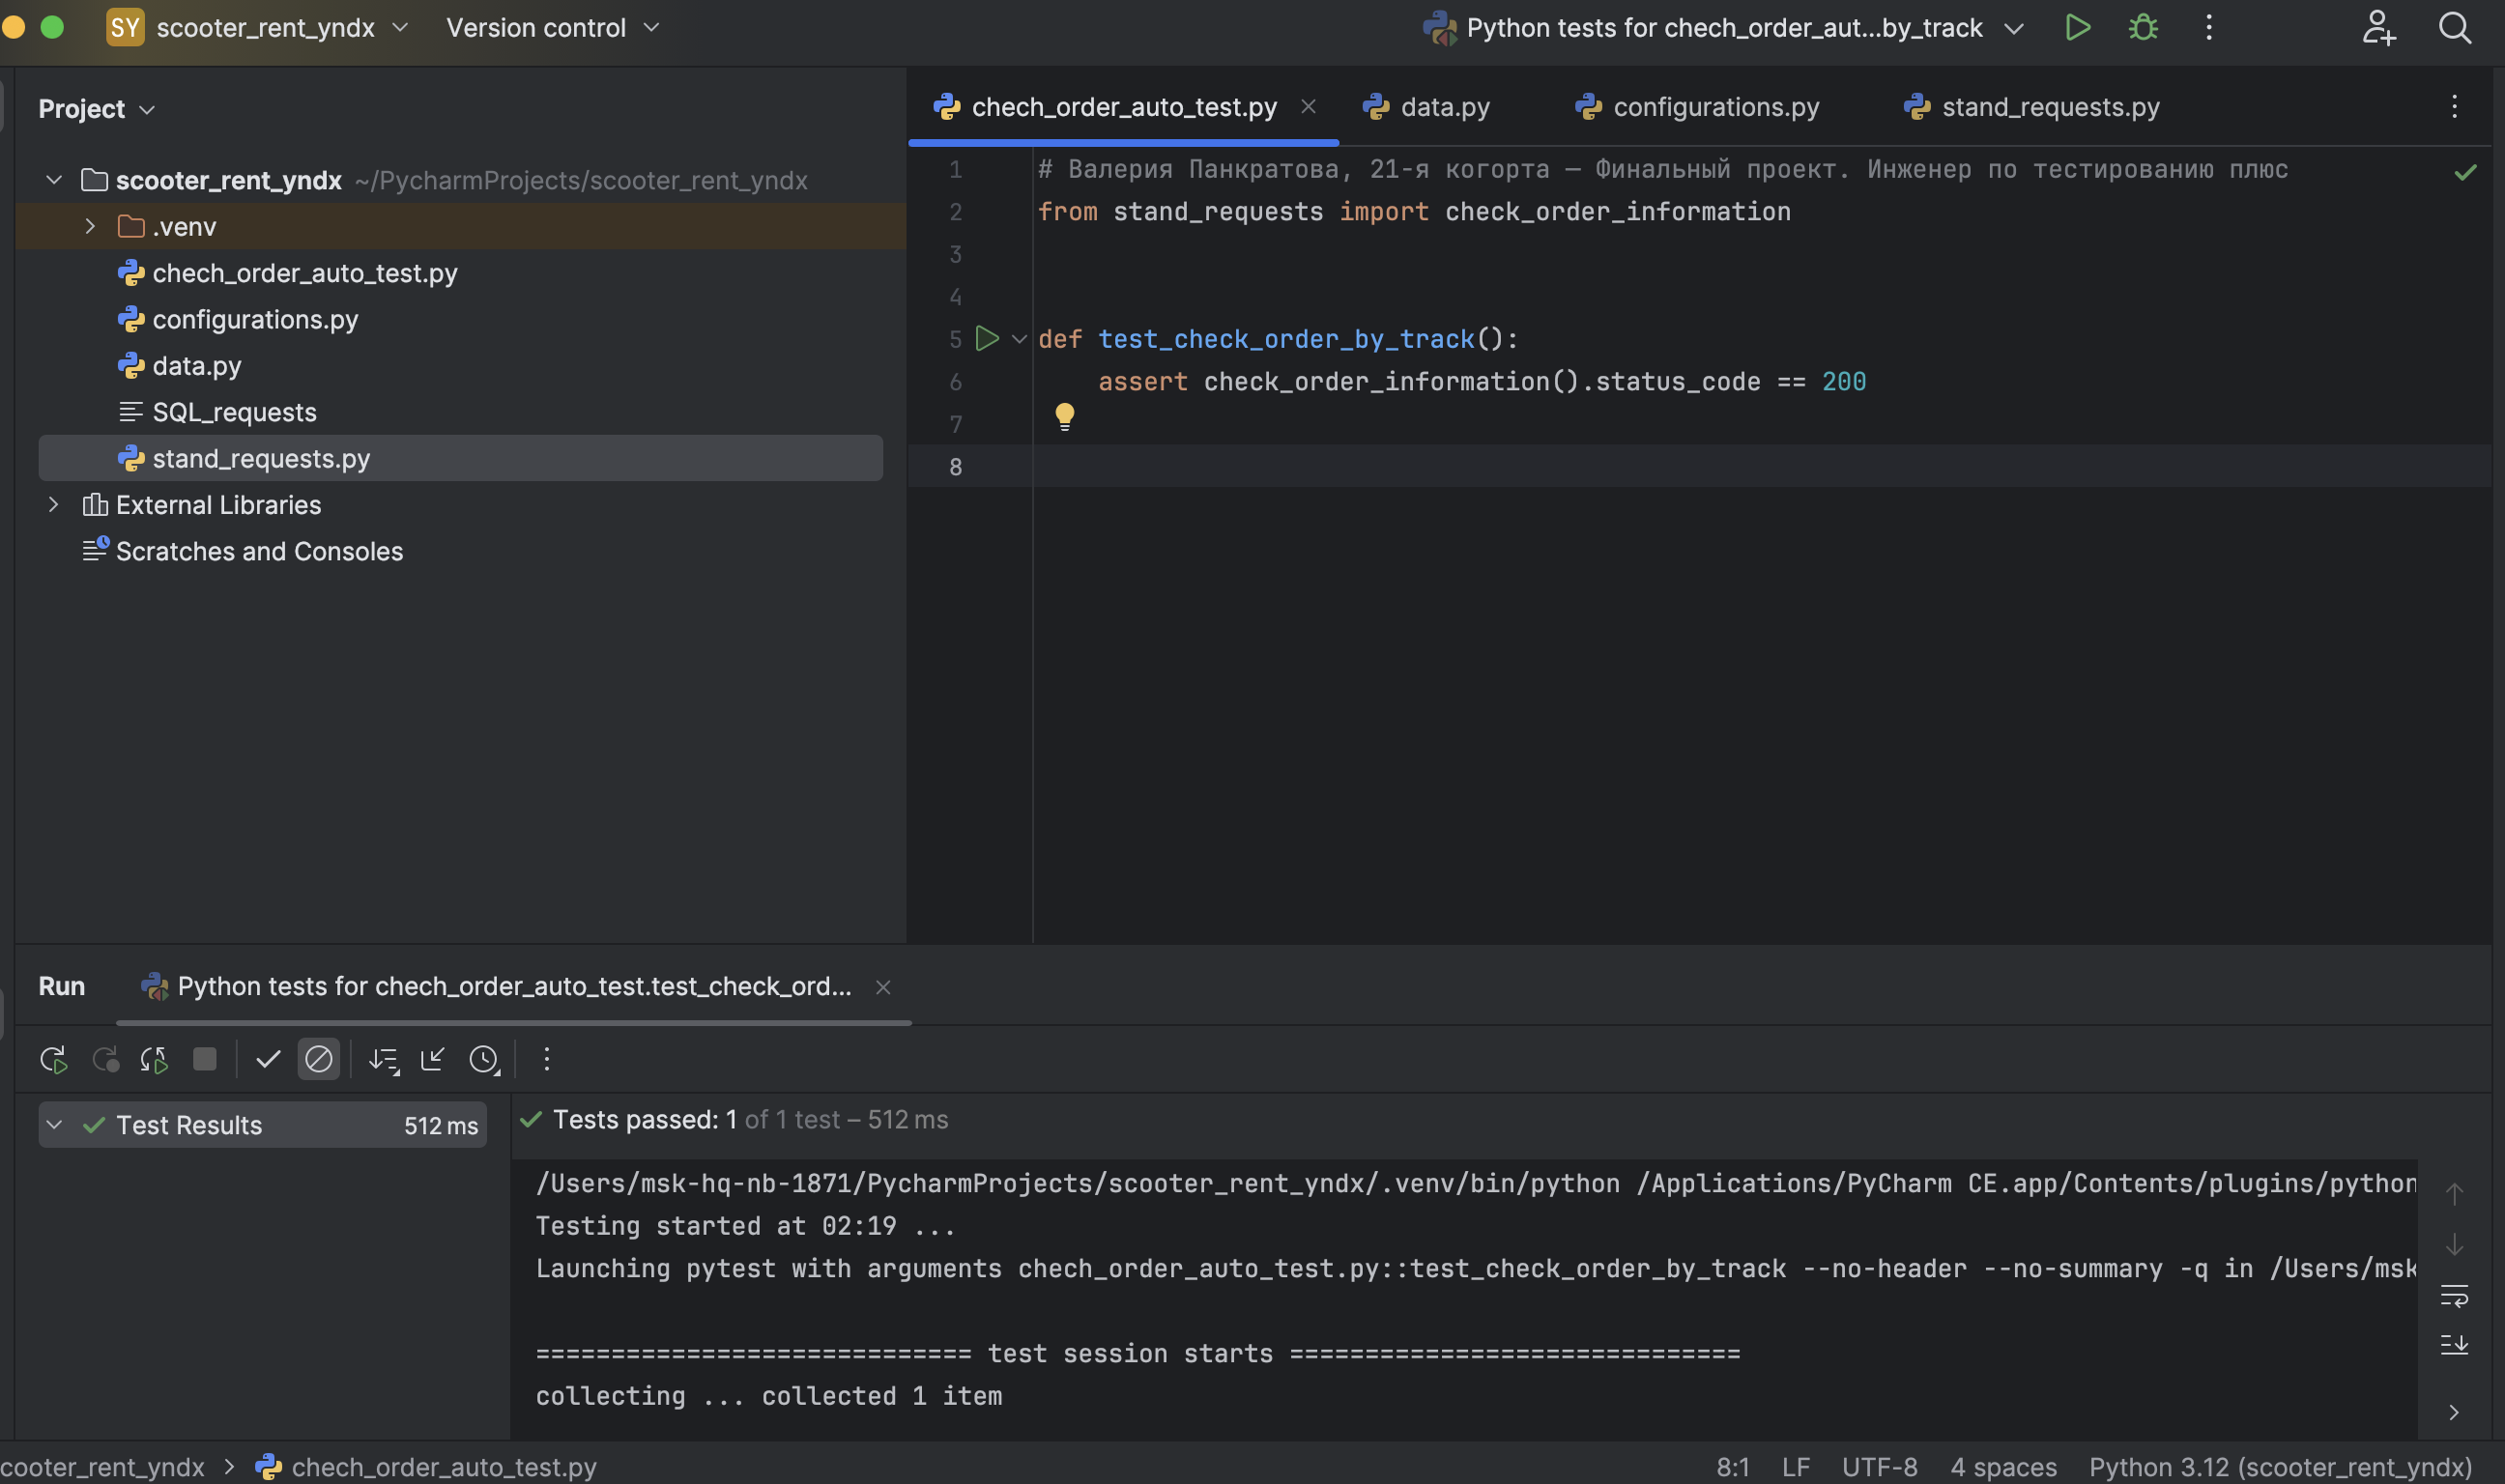 SY scooter_rent_yndx Version control Python tests for chech_order_aut...by_track
Project
scooter_rent_yndx ~/PycharmProjects/scooter_rent_yndx
.venv
chech_order_auto_test.py
configurations.py
data.py
SQL_requests
stand_requests.py
External Libraries
Scratches and Consoles
chech_order_auto_test.py data.py configurations.py stand_requests.py
1 # Валерия Панкратова, 21-я когорта — Финальный проект. Инженер по тестированию плюс
2 from stand_requests import check_order_information
3
4
5 def test_check_order_by_track():
6 assert check_order_information().status_code == 200
7
8
Run Python tests for chech_order_auto_test.test_check_ord...
Test Results 512 ms
Tests passed: 1 of 1 test – 512 ms
/Users/msk-hq-nb-1871/PycharmProjects/scooter_rent_yndx/.venv/bin/python /Applications/PyCharm CE.app/Contents/plugins/python
Testing started at 02:19 ...
Launching pytest with arguments chech_order_auto_test.py::test_check_order_by_track --no-header --no-summary -q in /Users/msk
============================= test session starts ==============================
collecting ... collected 1 item
cooter_rent_yndx chech_order_auto_test.py 8:1 LF UTF-8 4 spaces Python 3.12 (scooter_rent_yndx)